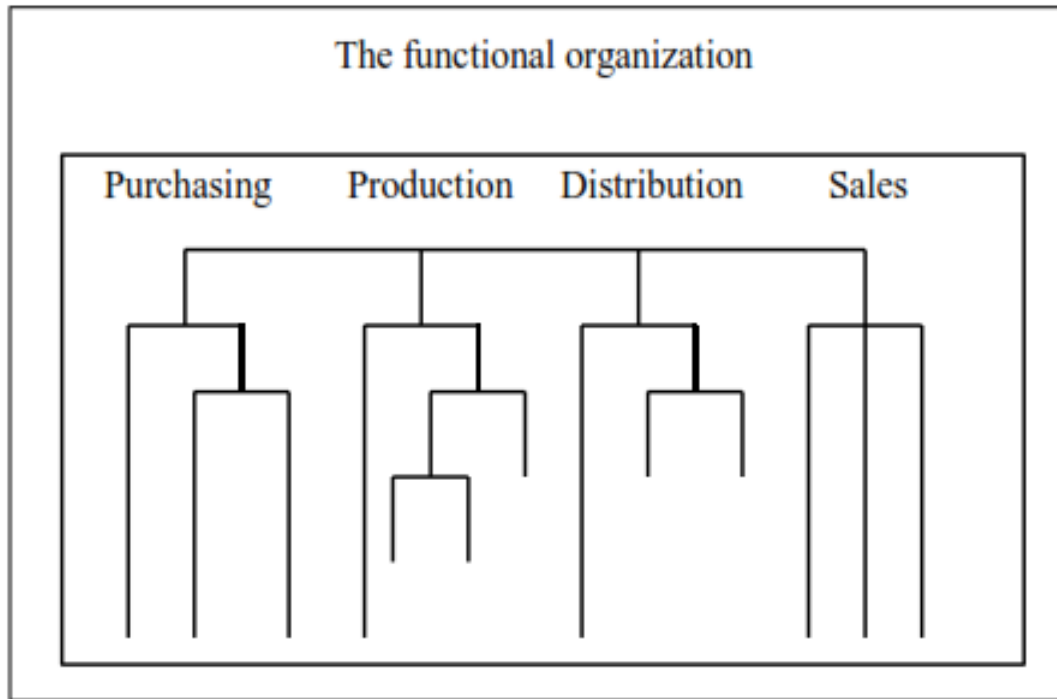 The functional organization
Purchasing Production Distribution Sales